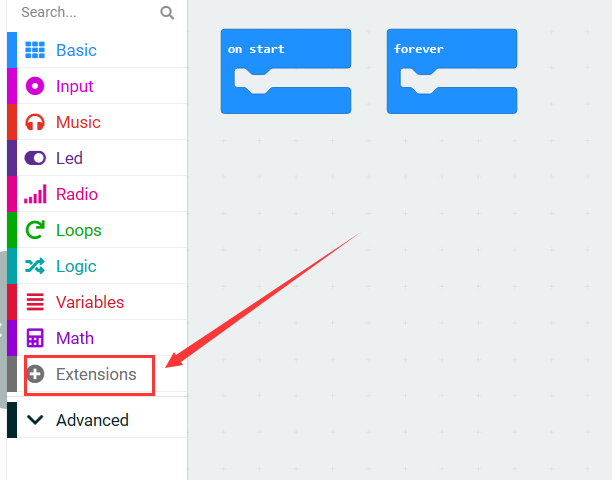 Search...
Basic
Input
Music
Led
Radio
Loops
Logic
Variables
Math
Extensions
Advanced
on start
forever